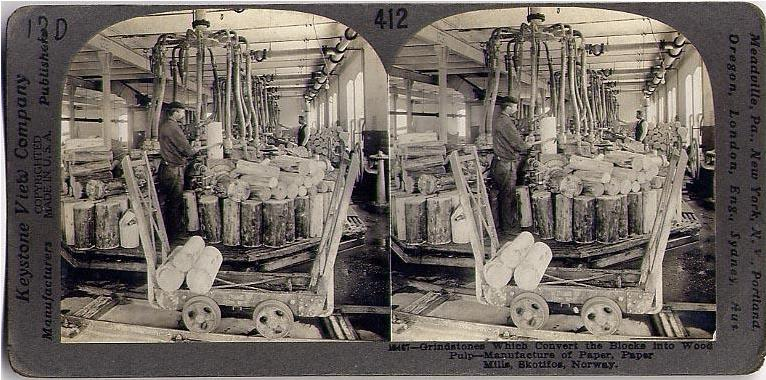 13D
412
Keystone View Company
Manufacturers COPYRIGHTED MADE IN U.S.A. Publishers
Meadville, Pa., New York, N. Y., Portland,
Oregon, London, Eng., Sydney, Aus
—Grindstones Which Convert the Blocks into Wood
Pulp—Manufacture of Paper, Paper
Mills, Skotifos, Norway.